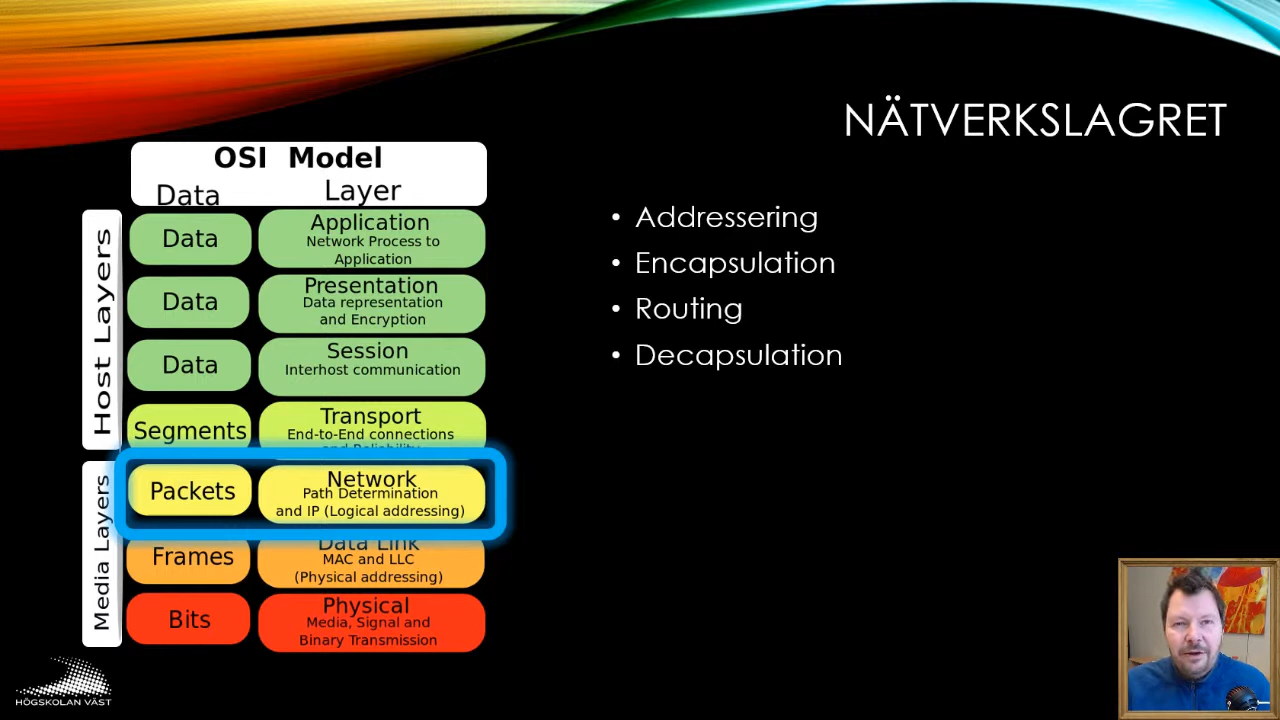 NÄTVERKSLAGRET
OSI Model
Data Layer
Host Layers
Data
Application
Network Process to
Application
Data
Presentation
Data representation
and Encryption
Data
Session
Interhost communication
Segments
Transport
End-to-End connections
and Reliability
Media Layers
Packets
Network
Path Determination
and IP (Logical addressing)
Frames
Data Link
MAC and LLC
(Physical addressing)
Bits
Physical
Media, Signal and
Binary Transmission
• Addressering
• Encapsulation
• Routing
• Decapsulation
HÖGSKOLAN VÄST